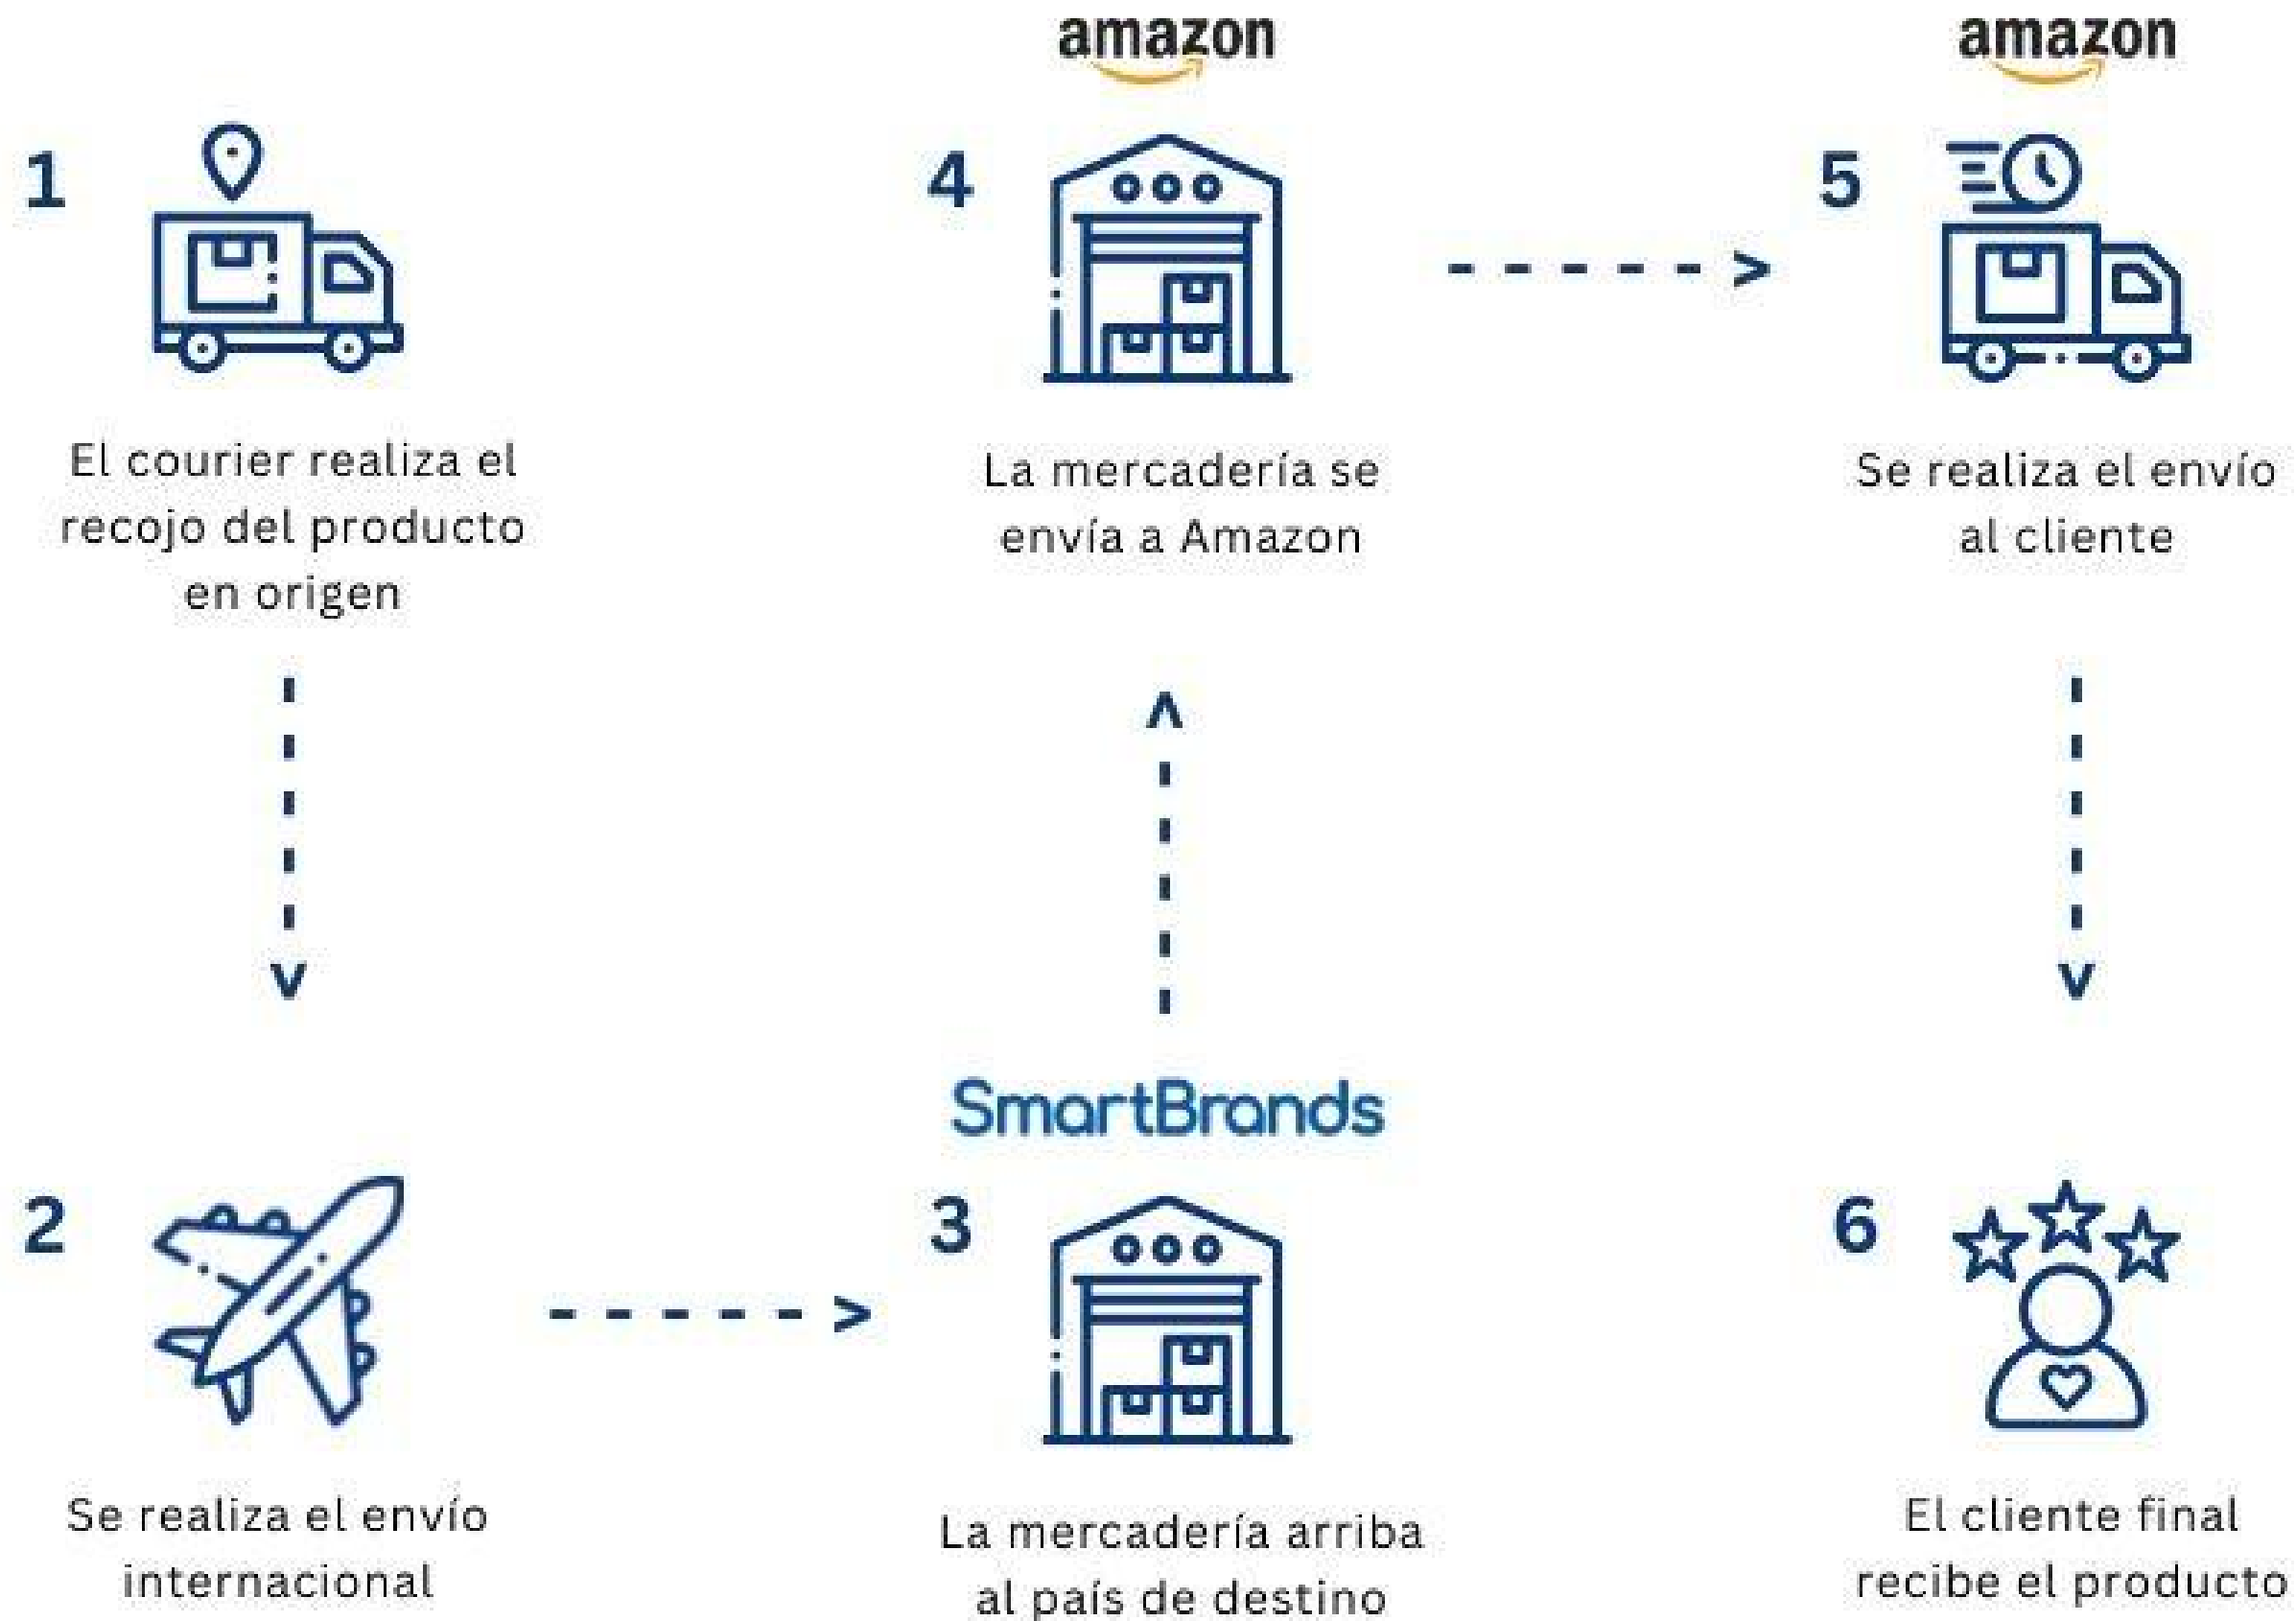 1
El courier realiza el
recojo del producto
en origen
2
Se realiza el envío
internacional
SmartBrands
3
La mercadería arriba
al país de destino
amazon
4
La mercadería se
envía a Amazon
amazon
5
Se realiza el envío
al cliente
6
El cliente final
recibe el producto